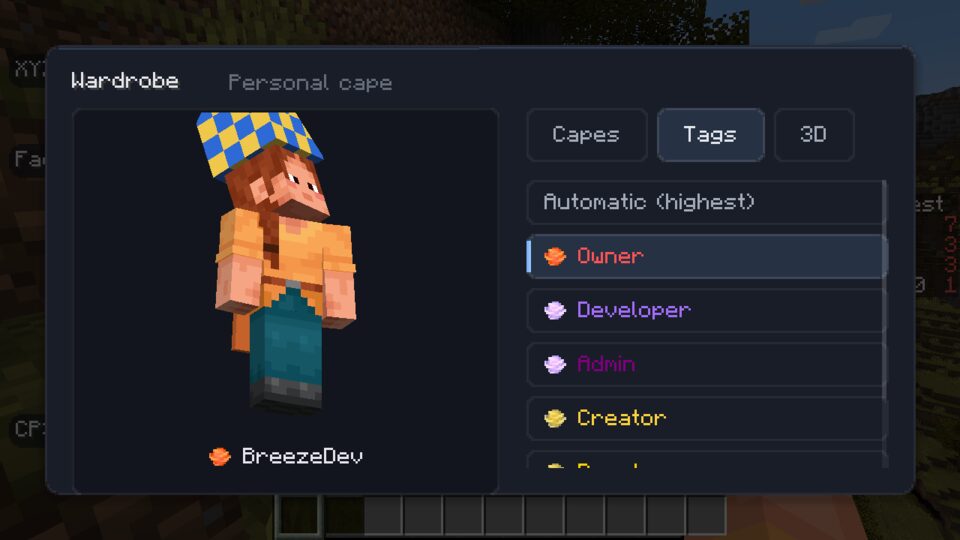 Wardrobe
Personal cape
Capes
Tags
3D
Automatic (highest)
Owner
Developer
Admin
Creator
BreezeDev